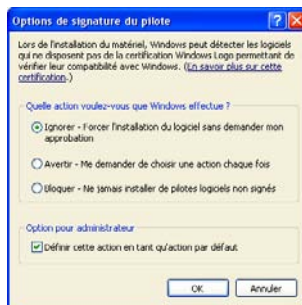 Options de signature du pilote
Lors de l'installation du matériel, Windows peut détecter les logiciels
qui ne disposent pas de la certification Windows Logo permettant de
vérifier leur compatibilité avec Windows. (En savoir plus sur cette
certification.)
Quelle action voulez-vous que Windows effectue ?
Ignorer - Forcer l'installation du logiciel sans demander mon
approbation
Avertir - Me demander de choisir une action chaque fois
Bloquer - Ne jamais installer de pilotes logiciels non signés
Option pour administrateur
Définir cette action en tant qu'action par défaut
OK
Annuler